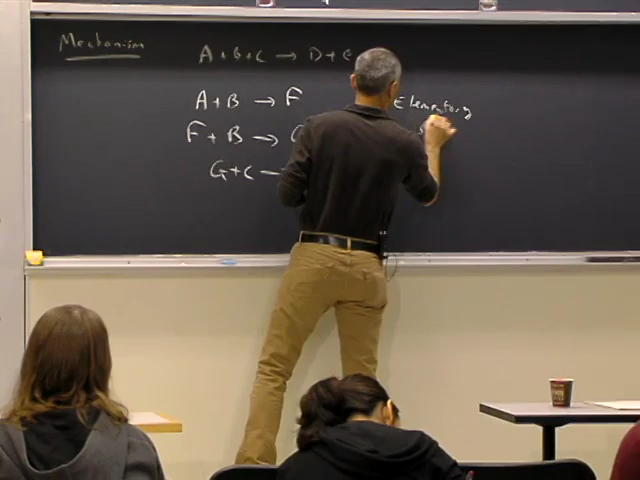 Mechanism
A + B + C → D + E
A + B → F
F + B →
G + C
Elementary